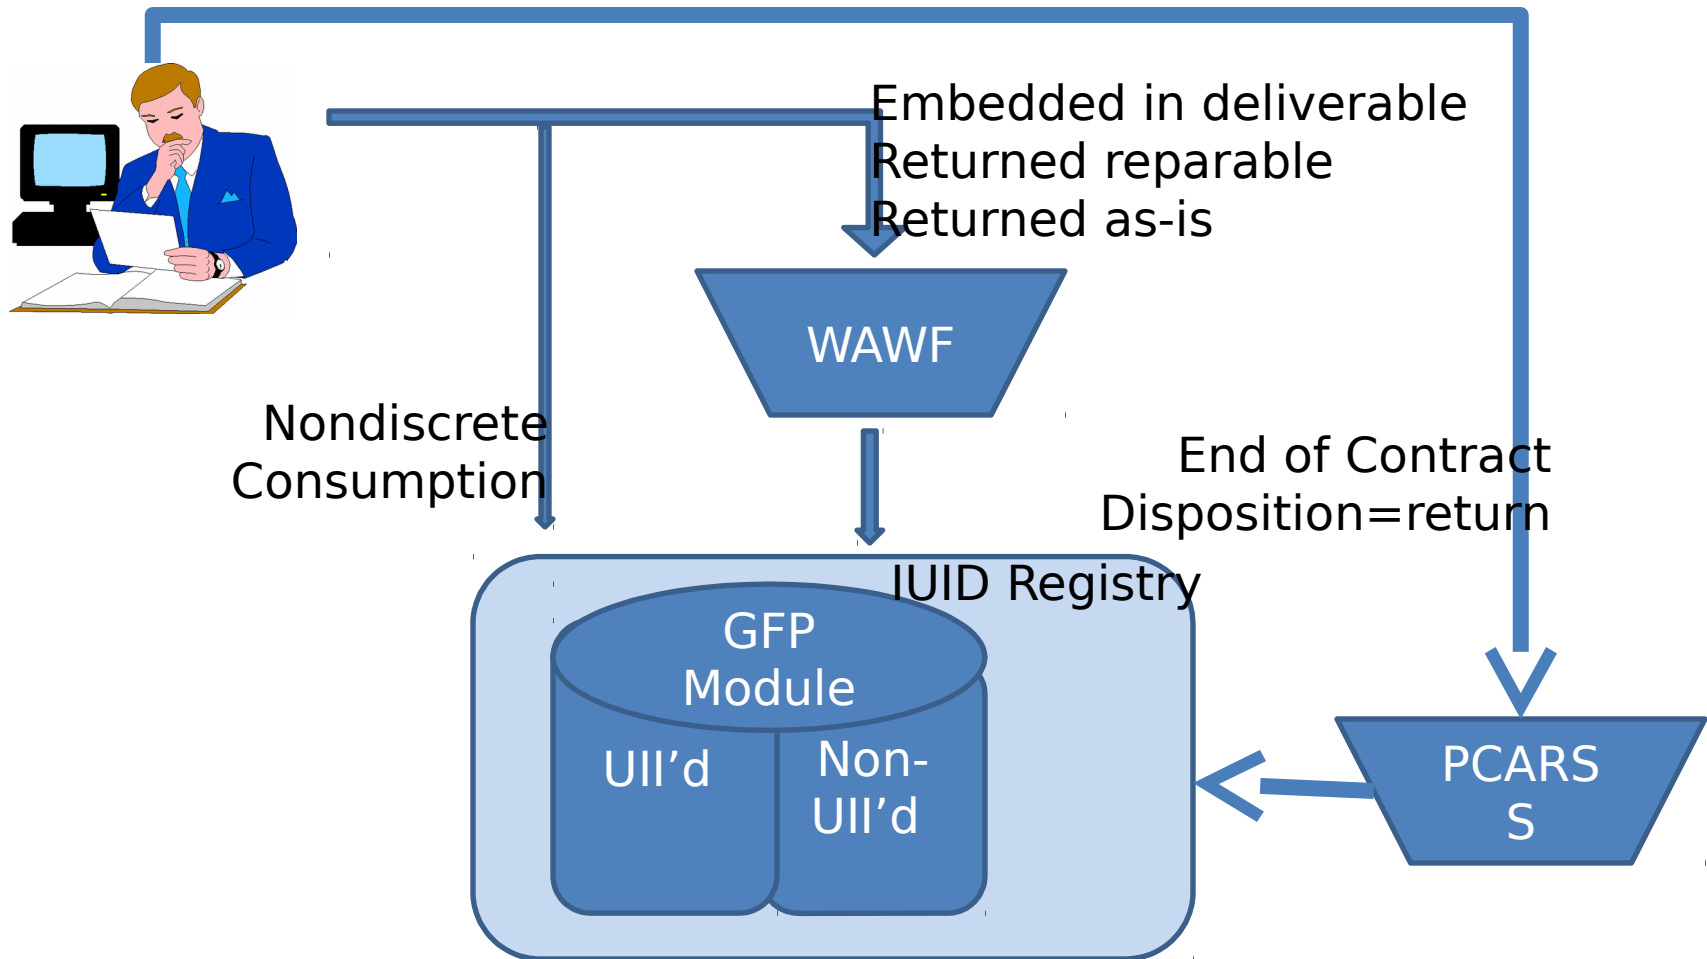 Embedded in deliverable
Returned reparable
Returned as-is
WAWF
Nondiscrete
Consumption
End of Contract
Disposition=return
IUID Registry
GFP
Module
UII’d
Non-
UII’d
PCARS
S